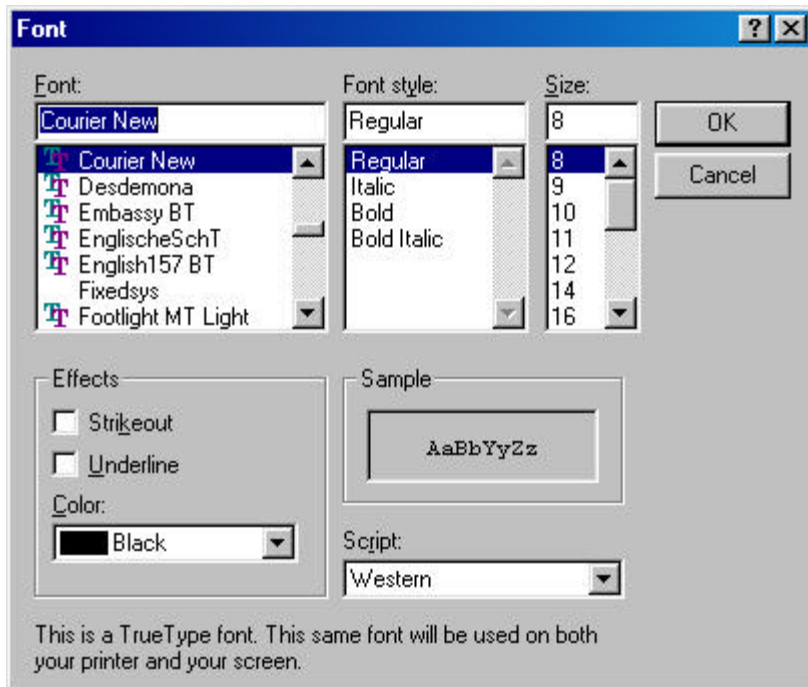 Font
Font:
Courier New
Courier New
Desdemona
Embassy BT
EnglischeSchT
English157 BT
Fixedsys
Footlight MT Light
Font style:
Regular
Regular
Italic
Bold
Bold Italic
Size:
8
8
9
10
11
12
14
16
OK
Cancel
Effects
Strikeout
Underline
Color:
Black
Sample
AaBbYyZz
Script:
Western
This is a TrueType font. This same font will be used on both
your printer and your screen.